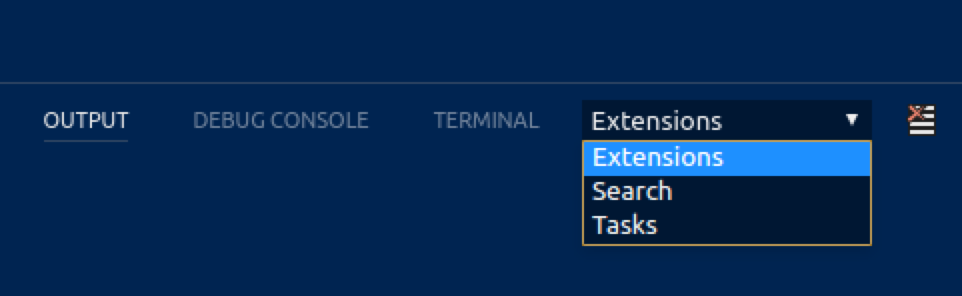 OUTPUT DEBUG CONSOLE TERMINAL Extensions
Extensions
Search
Tasks